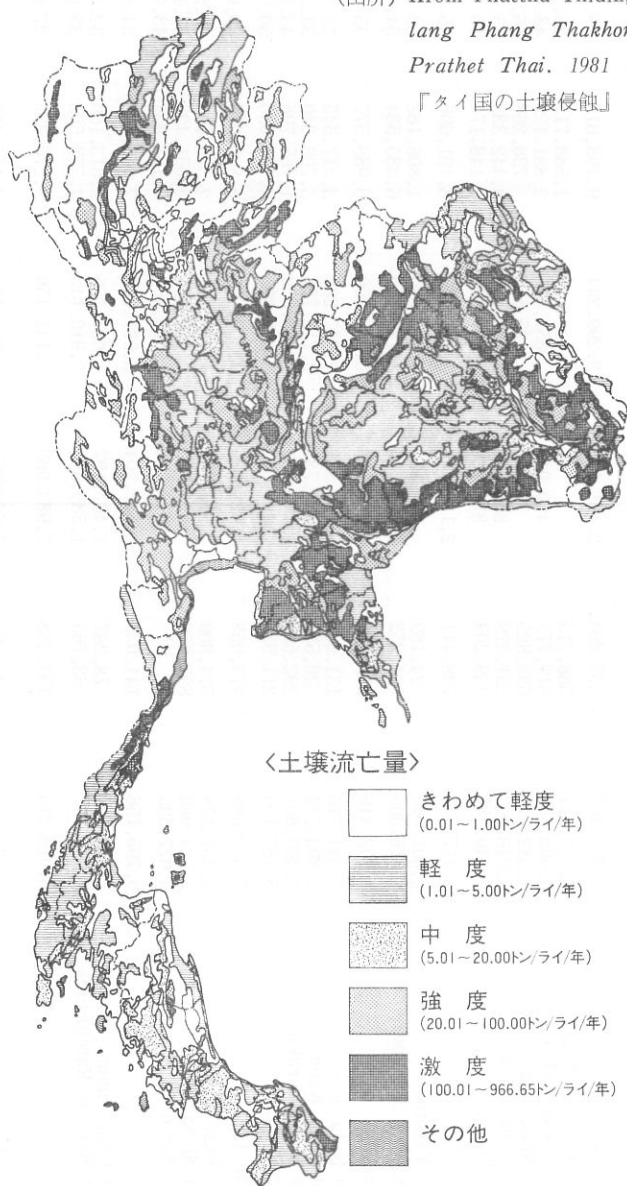 lang Phang Thakhon
Prathet Thai. 1981
『タイ国の土壌侵蝕』
<土壌流亡量>
きわめて軽度
(0.01~1.00トン/ライ/年)
軽 度
(1.01~5.00トン/ライ/年)
中 度
(5.01~20.00トン/ライ/年)
強 度
(20.01~100.00トン/ライ/年)
激 度
(100.01~966.65トン/ライ/年)
その他